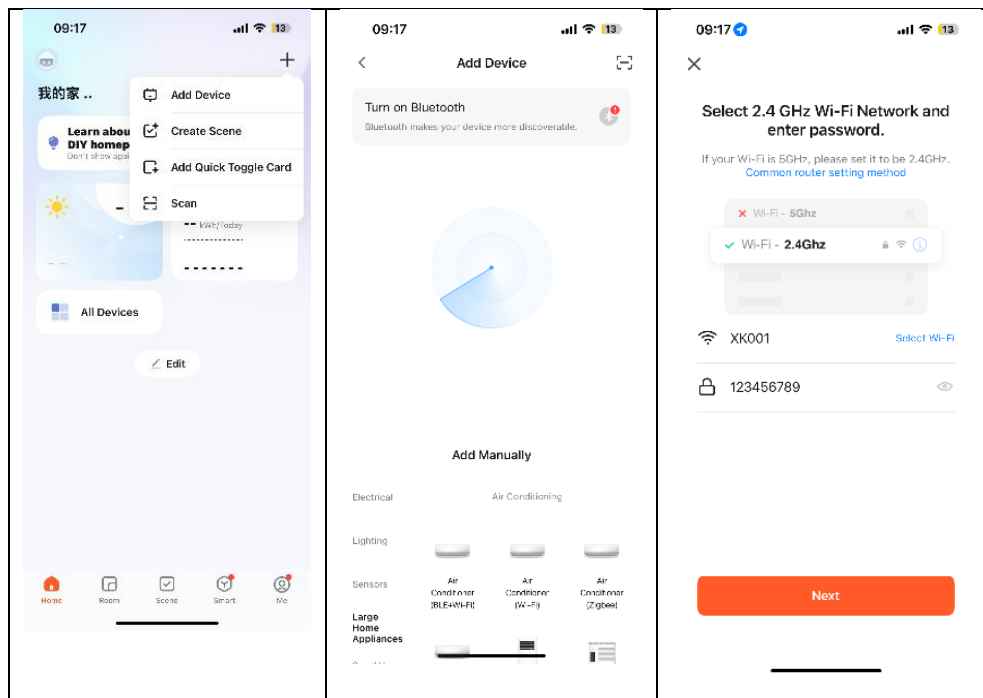 09:17
13
我的家 ..
Add Device
Create Scene
Add Quick Toggle Card
Scan
Learn abou
DIY homep
Don't show
kWh/Today
All Devices
Edit
Home
Room
Scene
Smart
Me
09:17
13
Add Device
Turn on Bluetooth
Bluetooth makes your device more discoverable.
Add Manually
Electrical
Air Conditioning
Lighting
Sensors
Large
Home
Appliances
Air
Conditioner
(BLE+Wi-Fi)
Air
Conditioner
(Wi-Fi)
Air
Conditioner
(Zigbee)
09:17
13
Select 2.4 GHz Wi-Fi Network and
enter password.
If your Wi-Fi is 5GHz, please set it to be 2.4GHz.
Common router setting method
Wi-Fi - 5Ghz
Wi-Fi - 2.4Ghz
XK001
Select Wi-Fi
123456789
Next